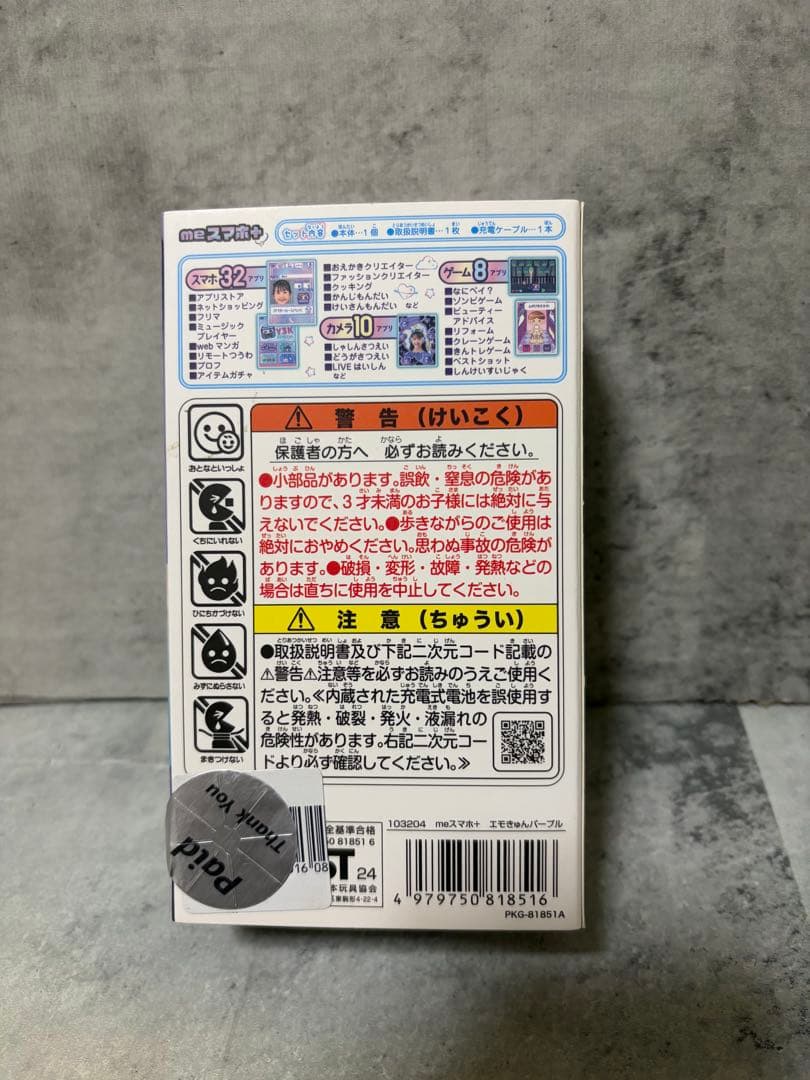 meスマホ+
セット内容 ●本体…1個 ●取扱説明書…1枚 ●充電ケーブル…1本
スマホ32アプリ
■アプリストア
■ネットショッピング
■フリマ
■ミュージック
プレイヤー
■webマンガ
■リモートつうわ
■プロフ
■アイテムガチャ
■おえかきクリエイター
■ファッションクリエイター
■クッキング
■かんじもんだい
■けいさんもんだい など
カメラ10アプリ
■しゃしんさつえい
■どうがさつえい
■LIVEはいしん
など
ゲーム8アプリ
■なにペイ?
■ゾンビゲーム
■ビューティー
アドバイス
■リフォーム
■クレーンゲーム
■きんトレゲーム
■ベストショット
■しんけいすいじゃく
おとなといっしょ
くちにいれない
ひにちかづけない
みずにぬらさない
まきつけない
警告(けいこく)
保護者の方へ 必ずお読みください。
●小部品があります。誤飲・窒息の危険があ
りますので、3才未満のお子様には絶対に与
えないでください。●歩きながらのご使用は
絶対におやめください。思わぬ事故の危険が
あります。●破損・変形・故障・発熱などの
場合は直ちに使用を中止してください。
注意(ちゅうい)
●取扱説明書及び下記二次元コード記載の
⚠警告⚠注意等を必ずお読みのうえご使用く
ださい。≪内蔵された充電式電池を誤使用
すると発熱・破裂・発火・液漏れの
危険性があります。右記二次元コー
ドより必ず確認してください。≫
103204 meスマホ+ エモきゅんパープル
全基準合格
50 81851 6
ST 24
本玩具協会
東駒形4-22-4
4 979750 818516
PKG-81851A
Thank You
paid
016 08